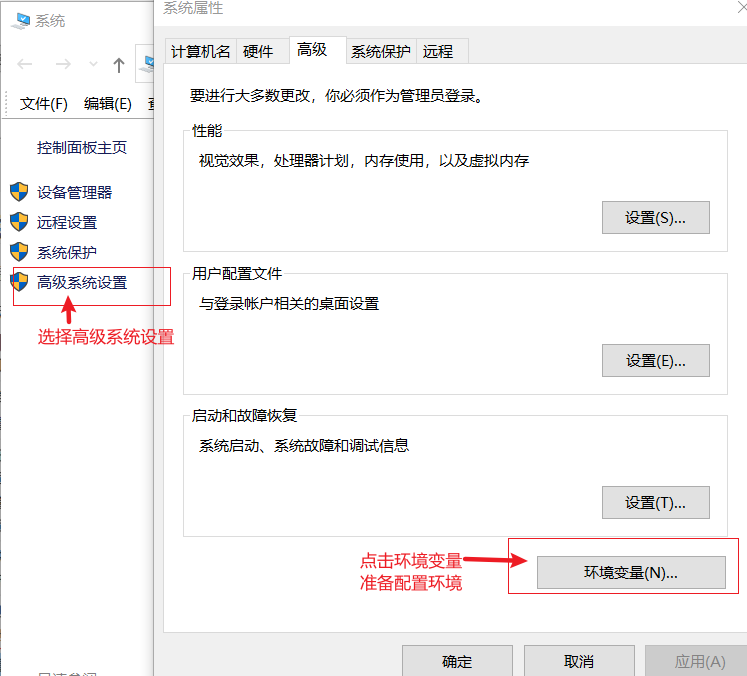 系统
文件(F) 编辑(E)
控制面板主页
设备管理器
远程设置
系统保护
高级系统设置
选择高级系统设置
系统属性
计算机名 硬件 高级 系统保护 远程
要进行大多数更改，你必须作为管理员登录。
性能
视觉效果，处理器计划，内存使用，以及虚拟内存
设置(S)...
用户配置文件
与登录帐户相关的桌面设置
设置(E)...
启动和故障恢复
系统启动、系统故障和调试信息
设置(T)...
点击环境变量
准备配置环境
环境变量(N)...
确定 取消 应用(A)